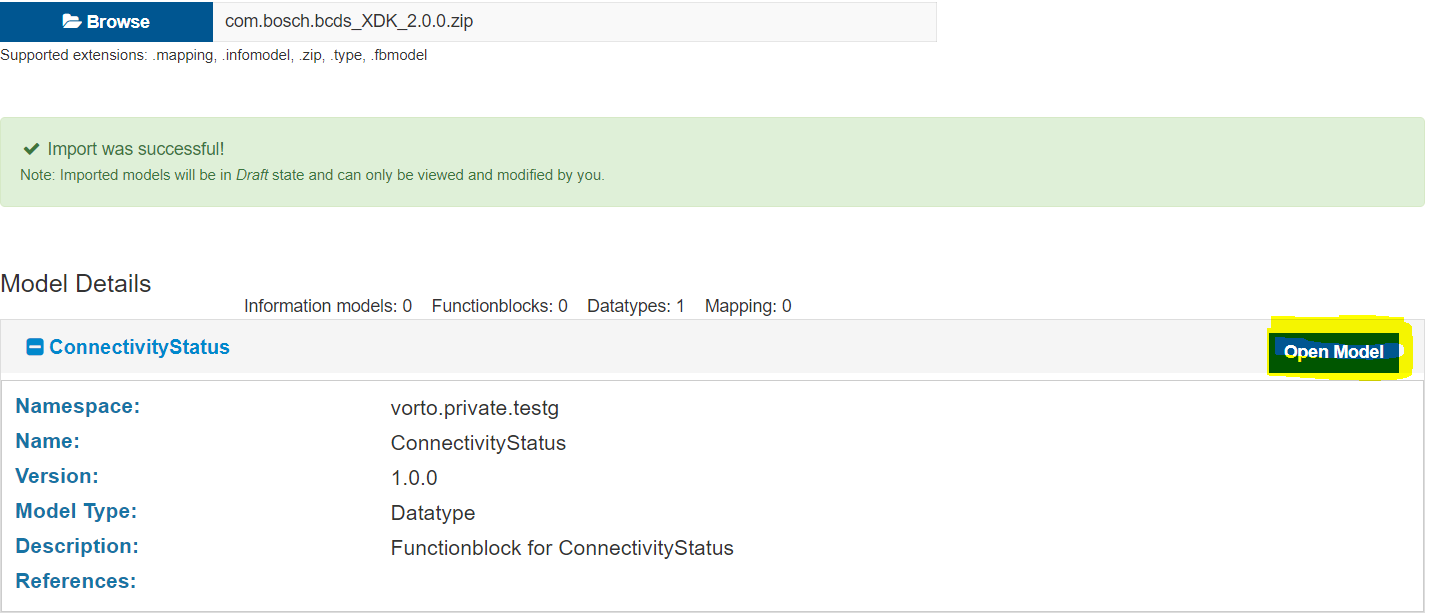 Browse com.bosch.bcds_XDK_2.0.0.zip
Supported extensions: .mapping, .infomodel, .zip, .type, .fbmodel
Import was successful!
Note: Imported models will be in Draft state and can only be viewed and modified by you.
Model Details
Information models: 0 Functionblocks: 0 Datatypes: 1 Mapping: 0
ConnectivityStatus Open Model
Namespace: vorto.private.testg
Name: ConnectivityStatus
Version: 1.0.0
Model Type: Datatype
Description: Functionblock for ConnectivityStatus
References: